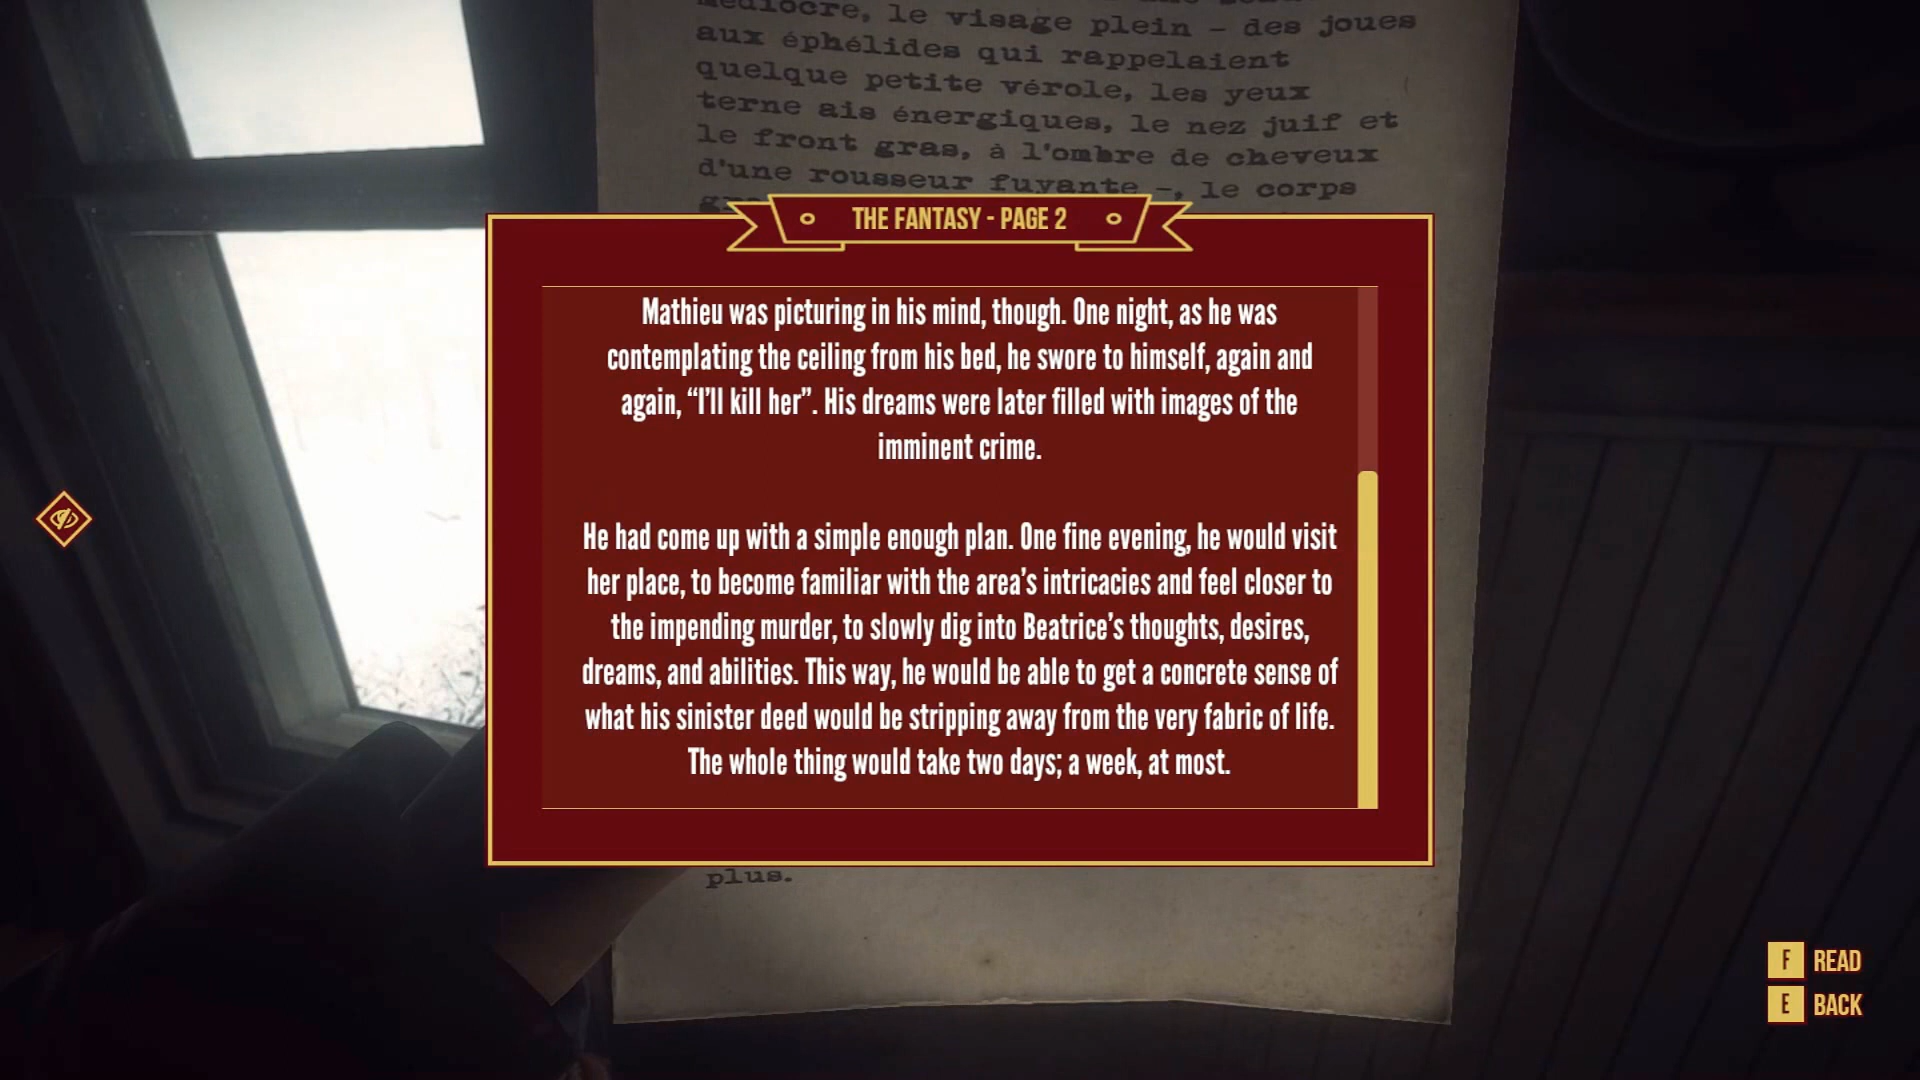 médiocre, le visage plein – des joues
aux éphélides qui rappelaient
quelque petite vérole, les yeux
terne ais énergiques, le nez juif et
le front gras, à l'ombre de cheveux
d'une rousseur fuyante –, le corps
THE FANTASY - PAGE 2
Mathieu was picturing in his mind, though. One night, as he was
contemplating the ceiling from his bed, he swore to himself, again and
again, “I’ll kill her”. His dreams were later filled with images of the
imminent crime.
He had come up with a simple enough plan. One fine evening, he would visit
her place, to become familiar with the area’s intricacies and feel closer to
the impending murder, to slowly dig into Beatrice’s thoughts, desires,
dreams, and abilities. This way, he would be able to get a concrete sense of
what his sinister deed would be stripping away from the very fabric of life.
The whole thing would take two days; a week, at most.
plus.
F READ
E BACK